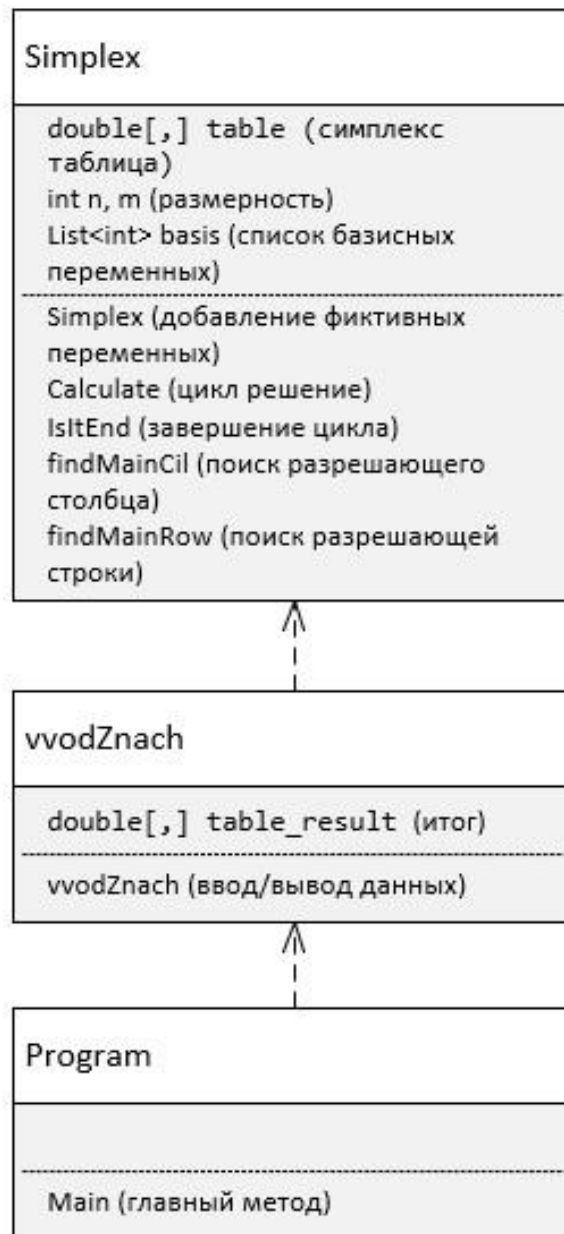 Simplex
double[,] table (симплекс
таблица)
int n, m (размерность)
List<int> basis (список базисных
переменных)
Simplex (добавление фиктивных
переменных)
Calculate (цикл решение)
IsItEnd (завершение цикла)
findMainCil (поиск разрешающего
столбца)
findMainRow (поиск разрешающей
строки)
vvodZnach
double[,] table_result (итог)
vvodZnach (ввод/вывод данных)
Program
Main (главный метод)